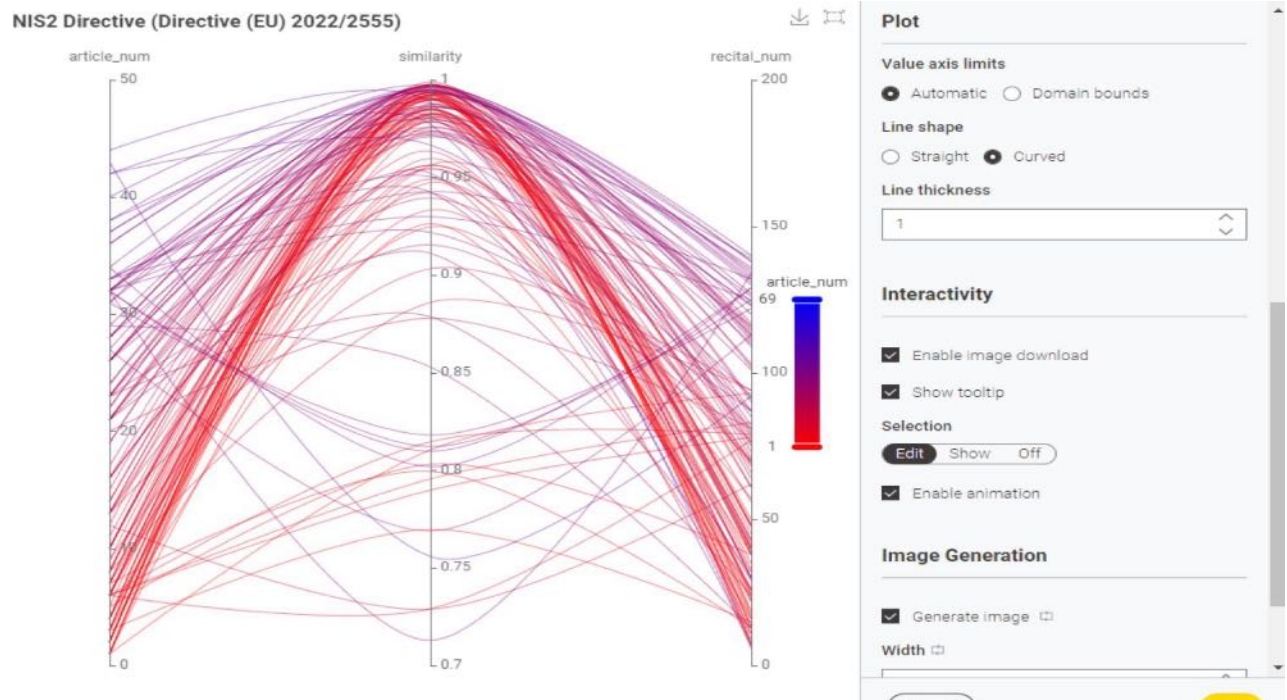 NIS2 Directive (Directive (EU) 2022/2555)
article_num
similarity
recital_num
50
40
30
20
10
0
1
0.95
0.9
0.85
0.8
0.75
0.7
200
150
100
50
0
article_num
69
1
Plot
Value axis limits
Automatic Domain bounds
Line shape
Straight Curved
Line thickness
1
Interactivity
Enable image download
Show tooltip
Selection
Edit Show Off
Enable animation
Image Generation
Generate image
Width